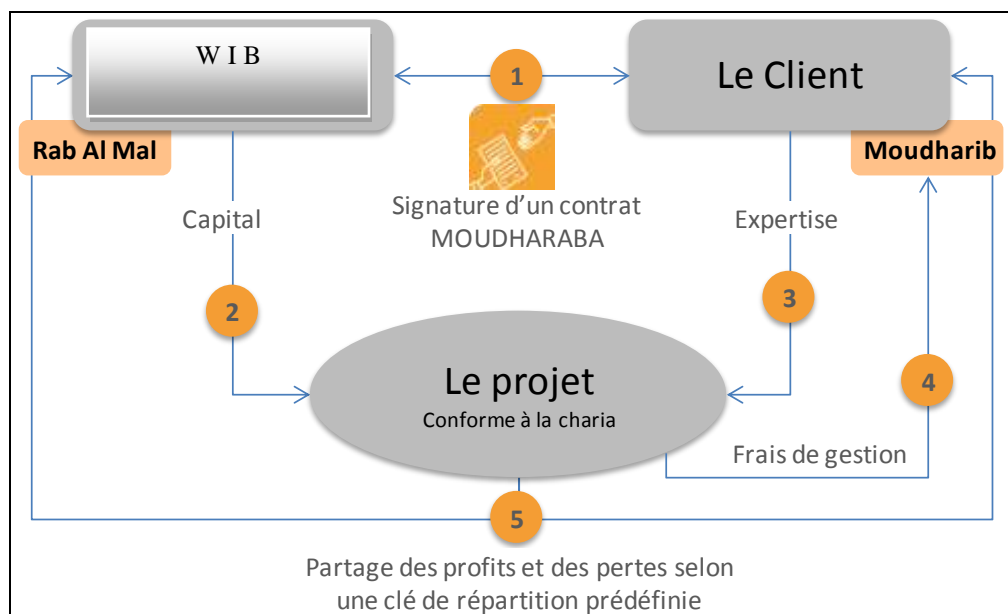 W I B
1
Le Client
Rab Al Mal
Moudharib
Capital
Signature d'un contrat
MOUDHARABA
Expertise
2
3
Le projet
Conforme à la charia
4
Frais de gestion
5
Partage des profits et des pertes selon
une clé de répartition prédéfinie